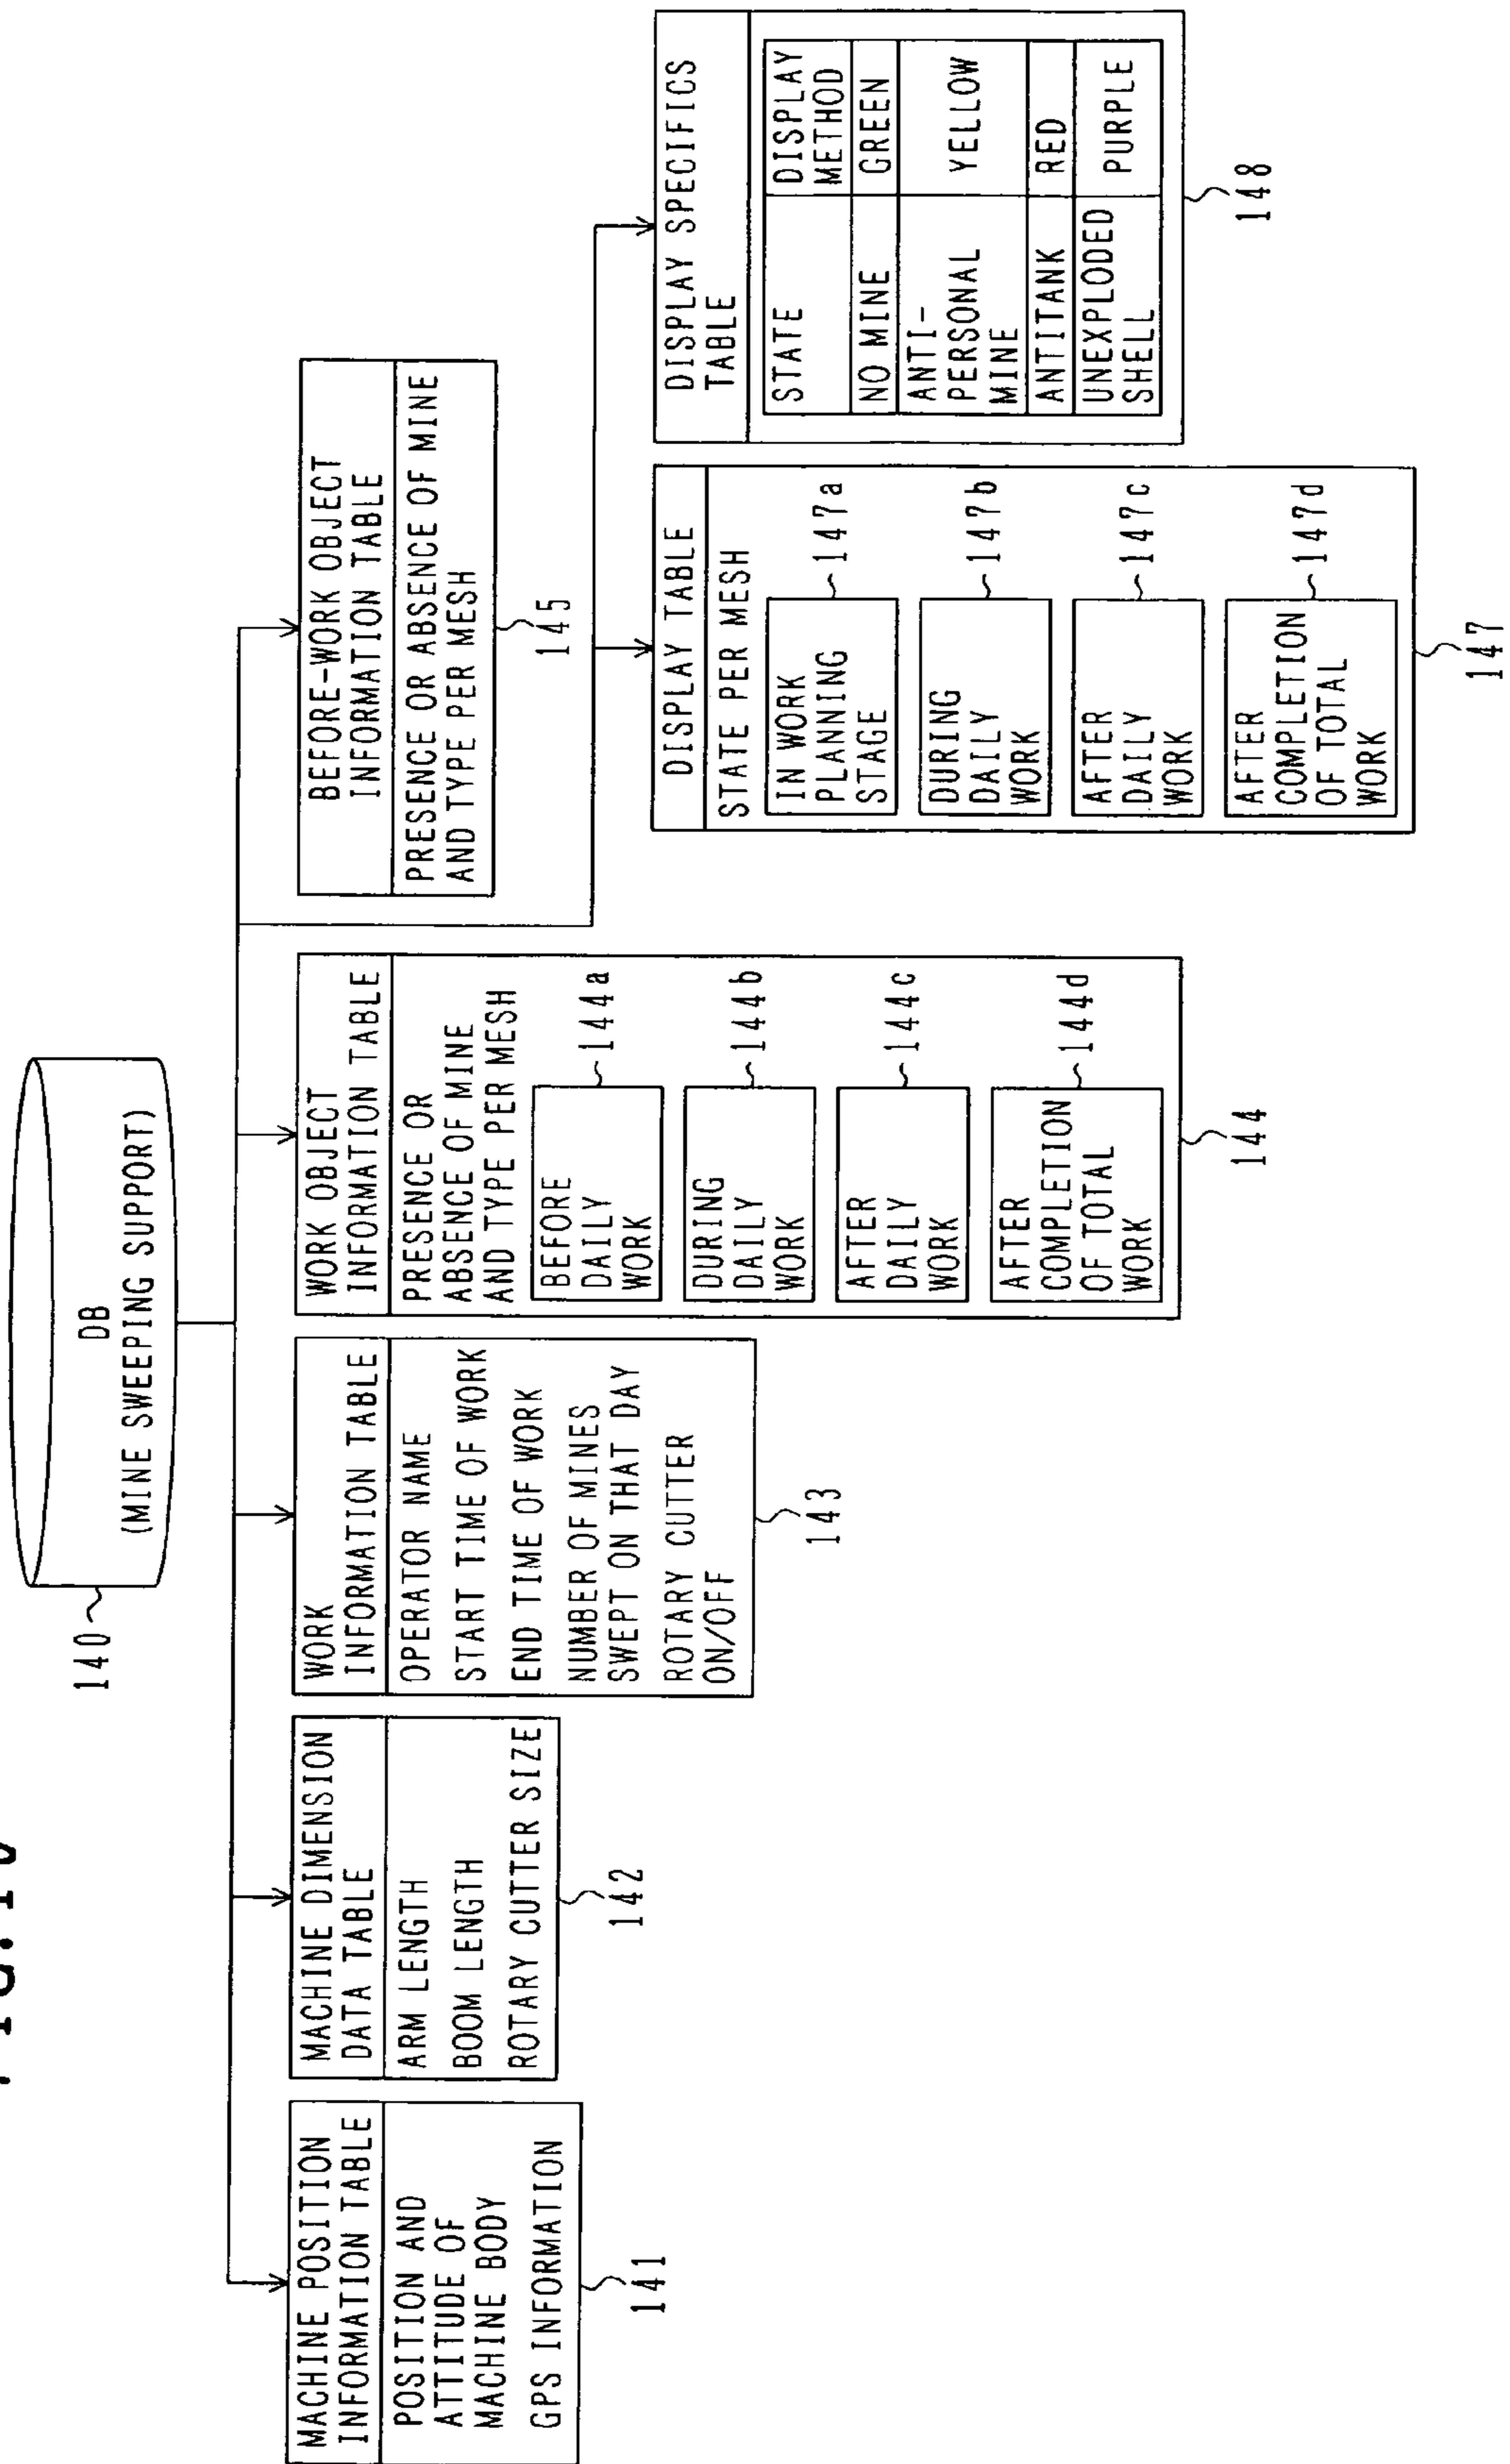 DB
(MINE SWEEPING SUPPORT)
140
MACHINE POSITION
INFORMATION TABLE
POSITION AND
ATTITUDE OF
MACHINE BODY
GPS INFORMATION
141
MACHINE DIMENSION
DATA TABLE
ARM LENGTH
BOOM LENGTH
ROTARY CUTTER SIZE
142
WORK
INFORMATION TABLE
OPERATOR NAME
START TIME OF WORK
END TIME OF WORK
NUMBER OF MINES
SWEPT ON THAT DAY
ROTARY CUTTER
ON/OFF
143
WORK OBJECT
INFORMATION TABLE
PRESENCE OR
ABSENCE OF MINE
AND TYPE PER MESH
BEFORE
DAILY
WORK
144a
DURING
DAILY
WORK
144b
AFTER
DAILY
WORK
144c
AFTER
COMPLETION
OF TOTAL
WORK
144d
144
BEFORE-WORK OBJECT
INFORMATION TABLE
PRESENCE OR ABSENCE OF MINE
AND TYPE PER MESH
145
DISPLAY TABLE
STATE PER MESH
IN WORK
PLANNING
STAGE
147a
DURING
DAILY
WORK
147b
AFTER
DAILY
WORK
147c
AFTER
COMPLETION
OF TOTAL
WORK
147d
147
DISPLAY SPECIFICS
TABLE
STATE DISPLAY
METHOD
NO MINE GREEN
ANTI-
PERSONAL YELLOW
MINE
ANTITANK RED
UNEXPLODED PURPLE
SHELL
148